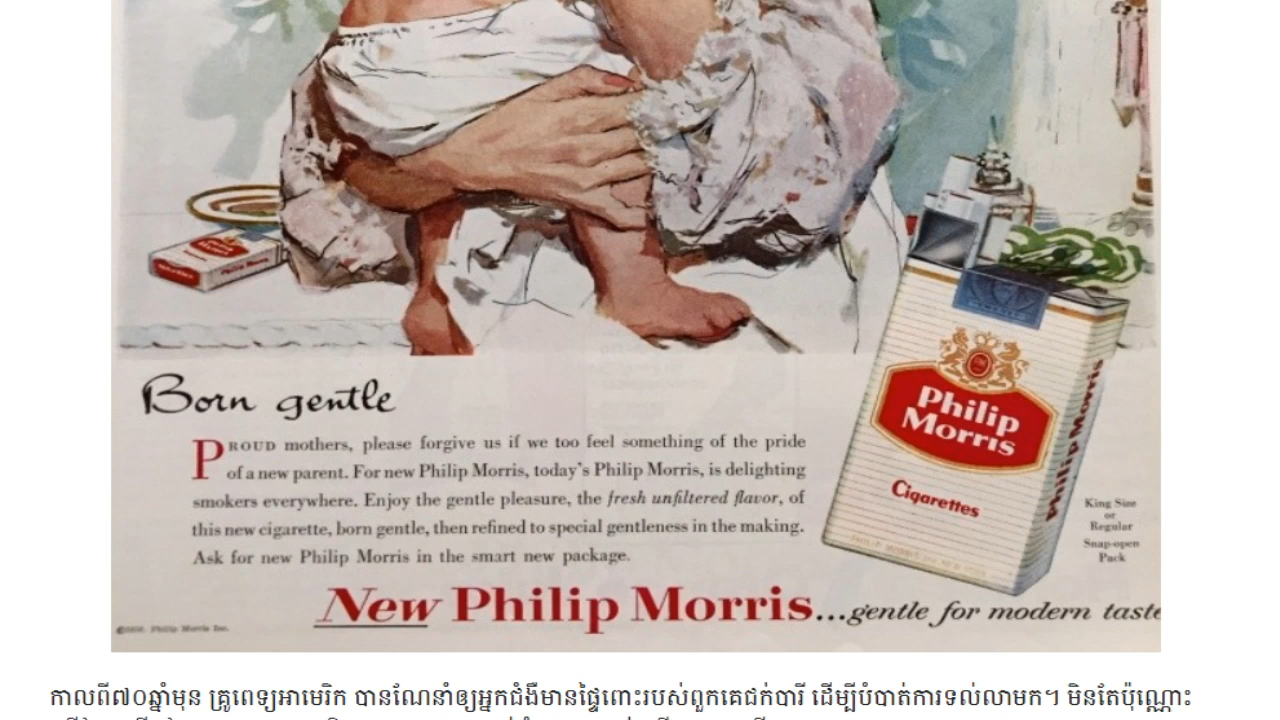 Born gentle
PROUD mothers, please forgive us if we too feel something of the pride
of a new parent. For new Philip Morris, today's Philip Morris, is delighting
smokers everywhere. Enjoy the gentle pleasure, the fresh unfiltered flavor, of
this new cigarette, born gentle, then refined to special gentleness in the making.
Ask for new Philip Morris in the smart new package.
New Philip Morris...gentle for modern taste
Philip
Morris
Cigarettes
Philip Morris
King Size
or
Regular
Snap-open
Pack
Philip Morris Inc.
កាលពី៧០ឆ្នាំមុន គ្រូពេទ្យអាមេរិក បានណែនាំឲ្យអ្នកជំងឺមានផ្ទៃពោះរបស់ពួកគេជក់បារី ដើម្បីបំបាត់ការទល់លាមក។ មិនតែប៉ុណ្ណោះ